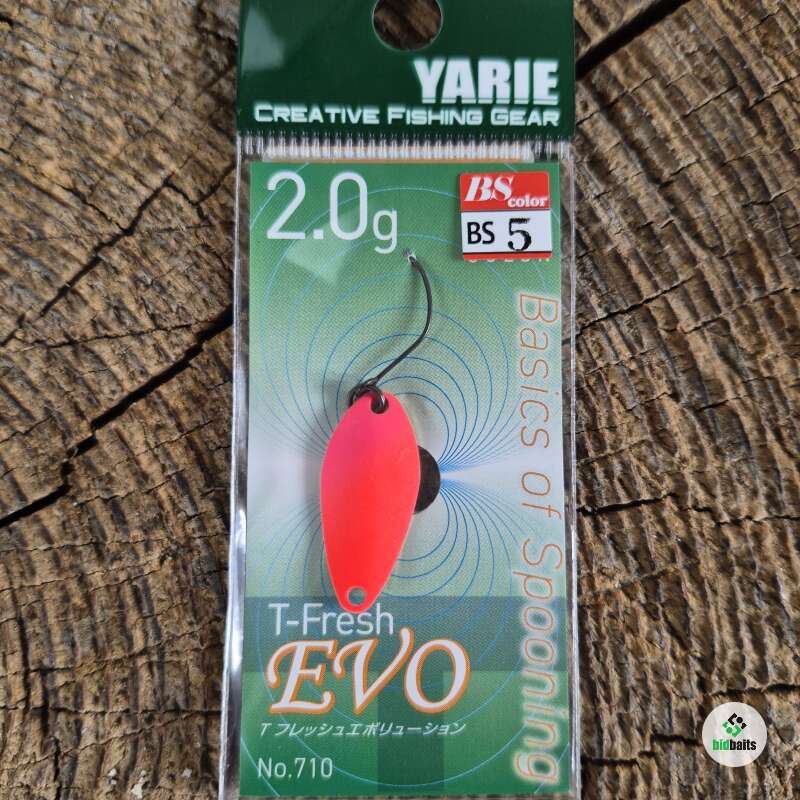 YARIE
CREATIVE FISHING GEAR
2.0g
BS color
BS 5
Basics of Spooning
T-Fresh
EVO
T フレッシュエボリューション
No.710
bidbaits